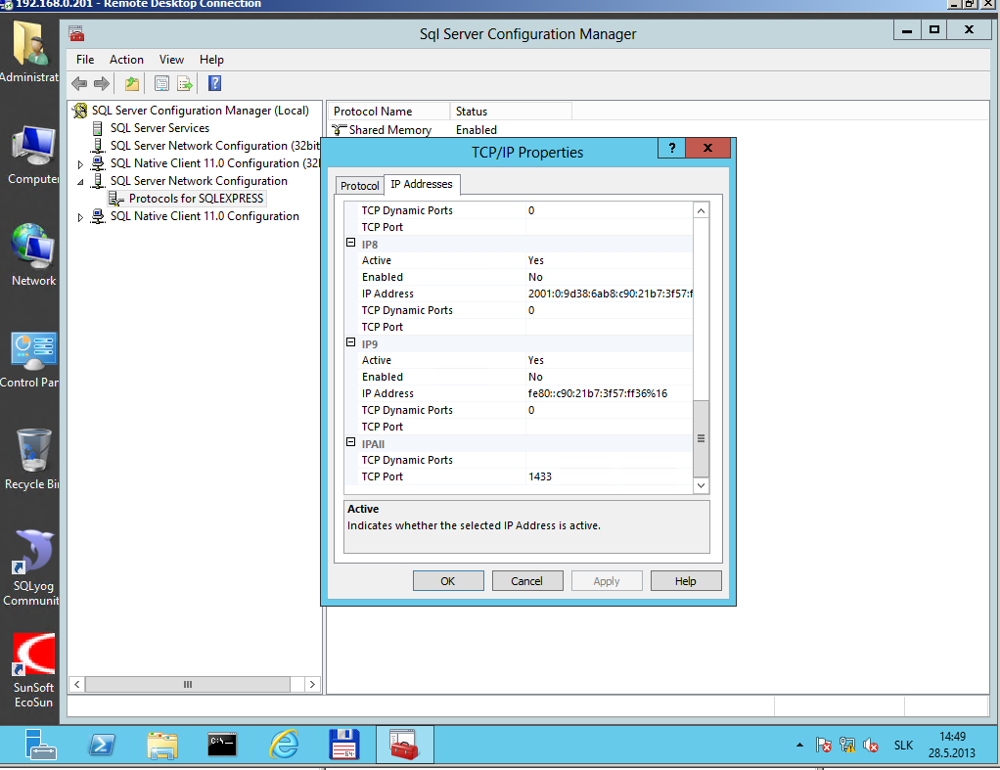 192.168.0.201 - Remote Desktop Connection
Sql Server Configuration Manager
File Action View Help
SQL Server Configuration Manager (Local)
SQL Server Services
SQL Server Network Configuration (32bit
SQL Native Client 11.0 Configuration (32
SQL Server Network Configuration
Protocols for SQLEXPRESS
SQL Native Client 11.0 Configuration
Protocol Name Status
Shared Memory Enabled
TCP/IP Properties
Protocol IP Addresses
TCP Dynamic Ports 0
TCP Port
IP8
Active Yes
Enabled No
IP Address 2001:0:9d38:6ab8:c90:21b7:3f57:f
TCP Dynamic Ports 0
TCP Port
IP9
Active Yes
Enabled No
IP Address fe80::c90:21b7:3f57:ff36%16
TCP Dynamic Ports 0
TCP Port
IPAll
TCP Dynamic Ports
TCP Port 1433
Active
Indicates whether the selected IP Address is active.
OK Cancel Apply Help
Administrat
Computer
Network
Control Pan
Recycle Bin
SQLyog
Communit
SunSoft
EcoSun
C:\_
64
SLK
14:49
28.5.2013